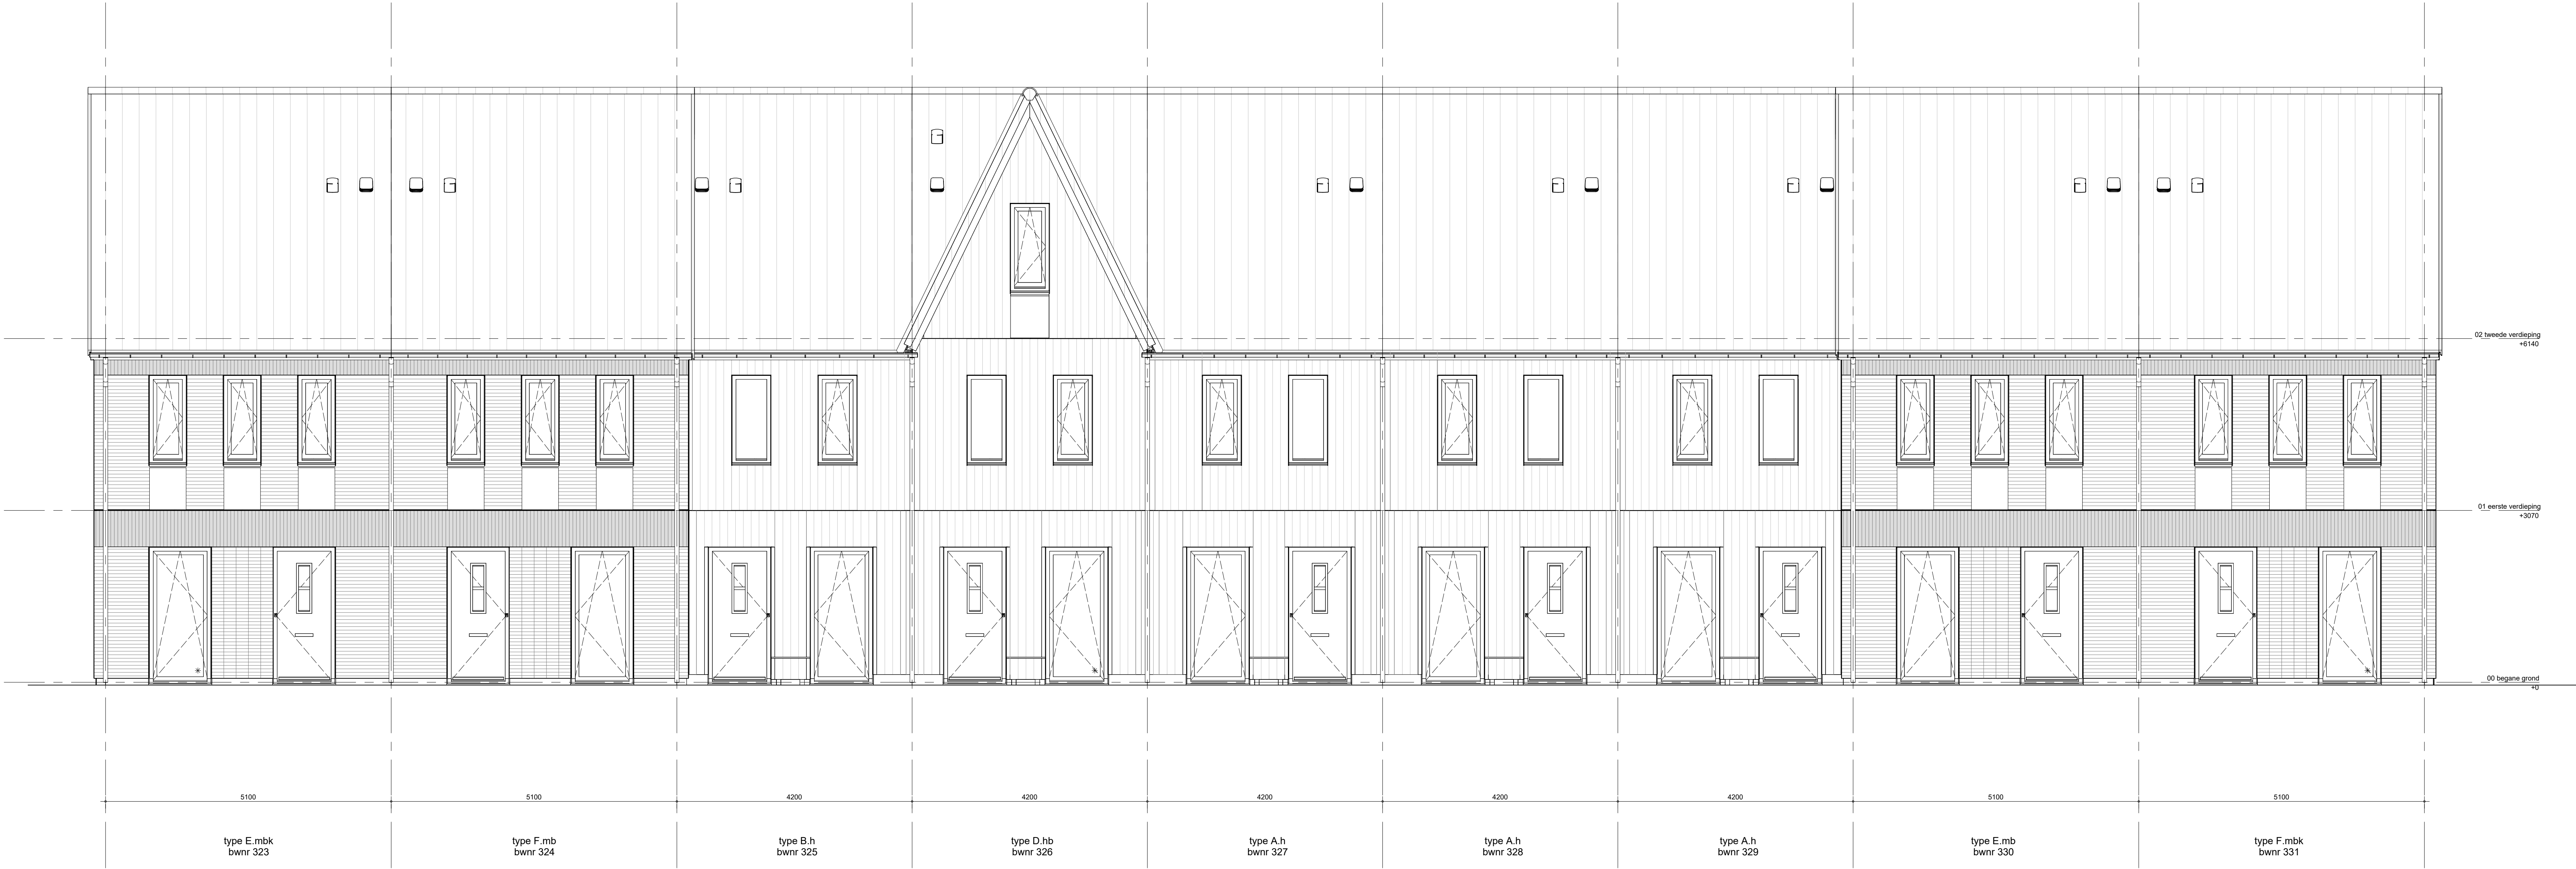 02 tweede verdieping
+6140
01 eerste verdieping
+3070
00 begane grond
+0
5100
5100
4200
4200
4200
4200
4200
5100
5100
type E.mbk
bwnr 323
type F.mb
bwnr 324
type B.h
bwnr 325
type D.hb
bwnr 326
type A.h
bwnr 327
type A.h
bwnr 328
type A.h
bwnr 329
type E.mb
bwnr 330
type F.mbk
bwnr 331